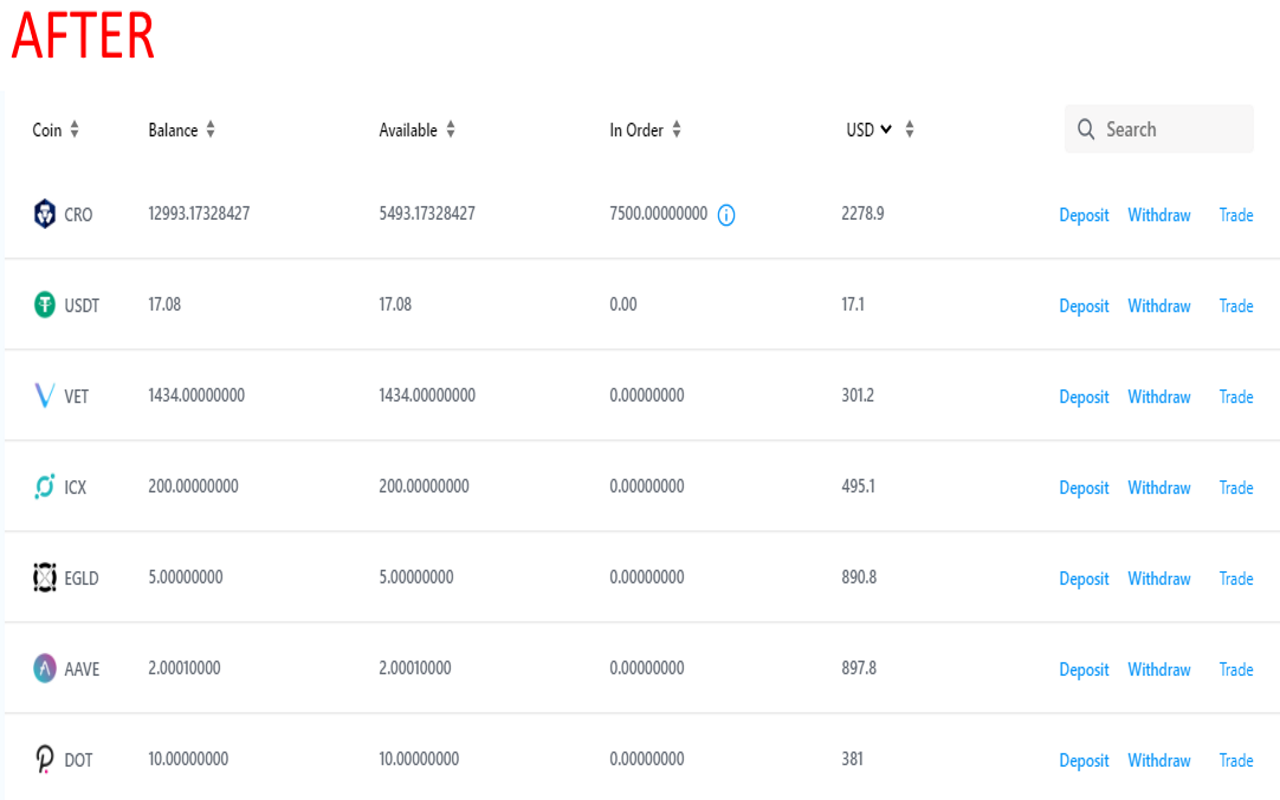 AFTER
Coin Balance Available In Order USD Search
CRO 12993.17328427 5493.17328427 7500.00000000 2278.9 Deposit Withdraw Trade
USDT 17.08 17.08 0.00 17.1 Deposit Withdraw Trade
VET 1434.00000000 1434.00000000 0.00000000 301.2 Deposit Withdraw Trade
ICX 200.00000000 200.00000000 0.00000000 495.1 Deposit Withdraw Trade
EGLD 5.00000000 5.00000000 0.00000000 890.8 Deposit Withdraw Trade
AAVE 2.00010000 2.00010000 0.00000000 897.8 Deposit Withdraw Trade
DOT 10.00000000 10.00000000 0.00000000 381 Deposit Withdraw Trade